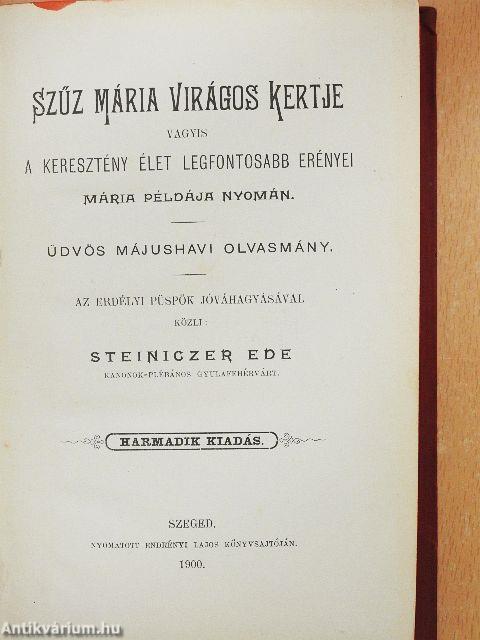 SZŰZ MÁRIA VIRÁGOS KERTJE
VAGYIS
A KERESZTÉNY ÉLET LEGFONTOSABB ERÉNYEI
MÁRIA PÉLDÁJA NYOMÁN.
ÜDVÖS MÁJUSHAVI OLVASMÁNY.
AZ ERDÉLYI PÜSPÖK JÓVÁHAGYÁSÁVAL
KÖZLI:
STEINICZER EDE
KANONOK-PLÉBÁNOS GYULAFEHÉRVÁRT.
HARMADIK KIADÁS.
SZEGED.
NYOMATOTT ENDRÉNYI LAJOS KÖNYVSAJTÓJÁN.
1900.
Antikvárium.hu